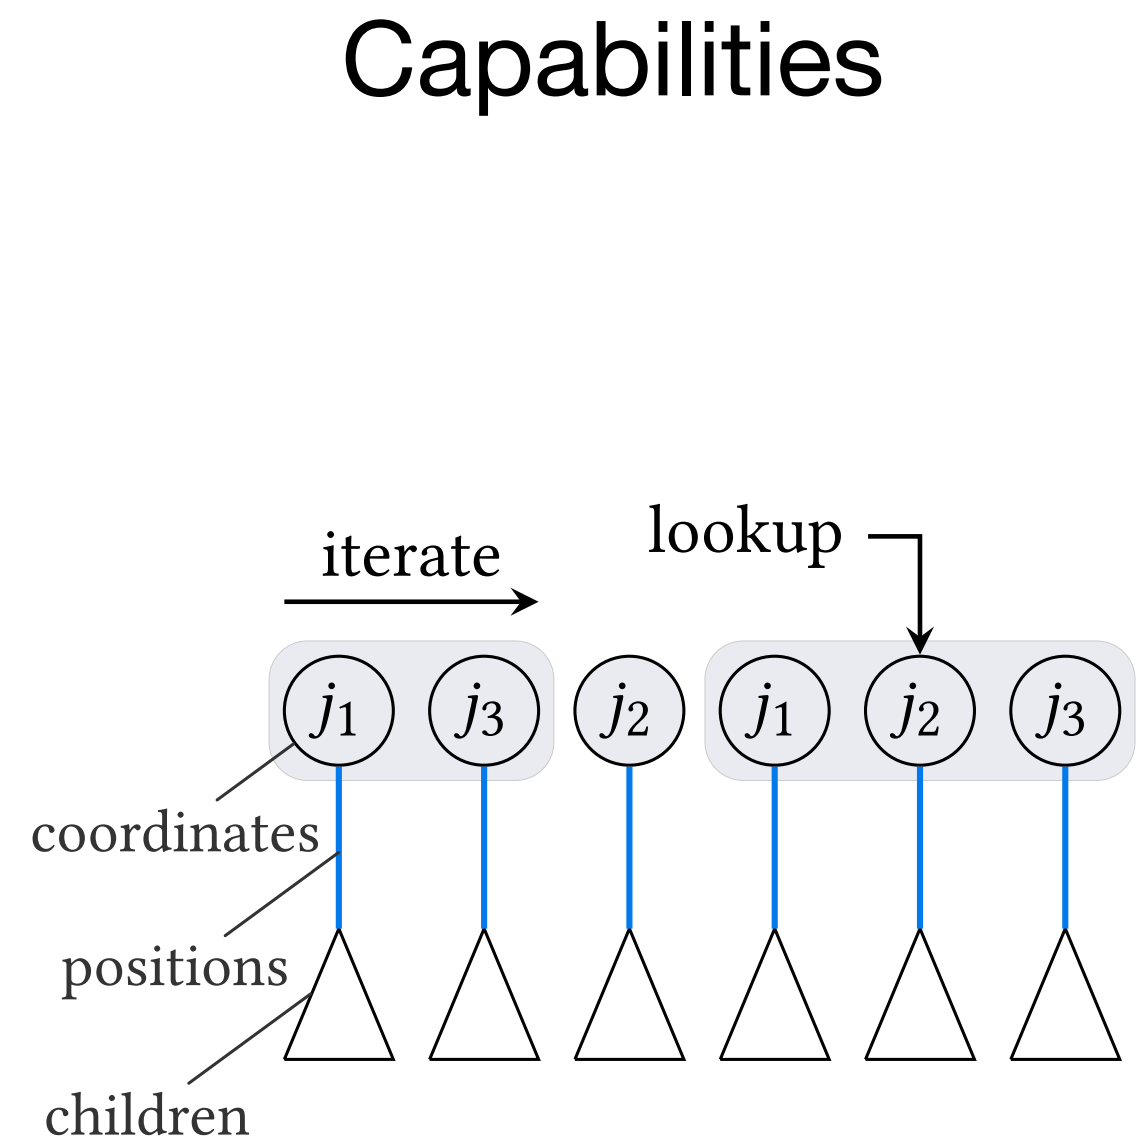 Capabilities
lookup
iterate
j1 j3 j2 j1 j2 j3
coordinates
positions
children